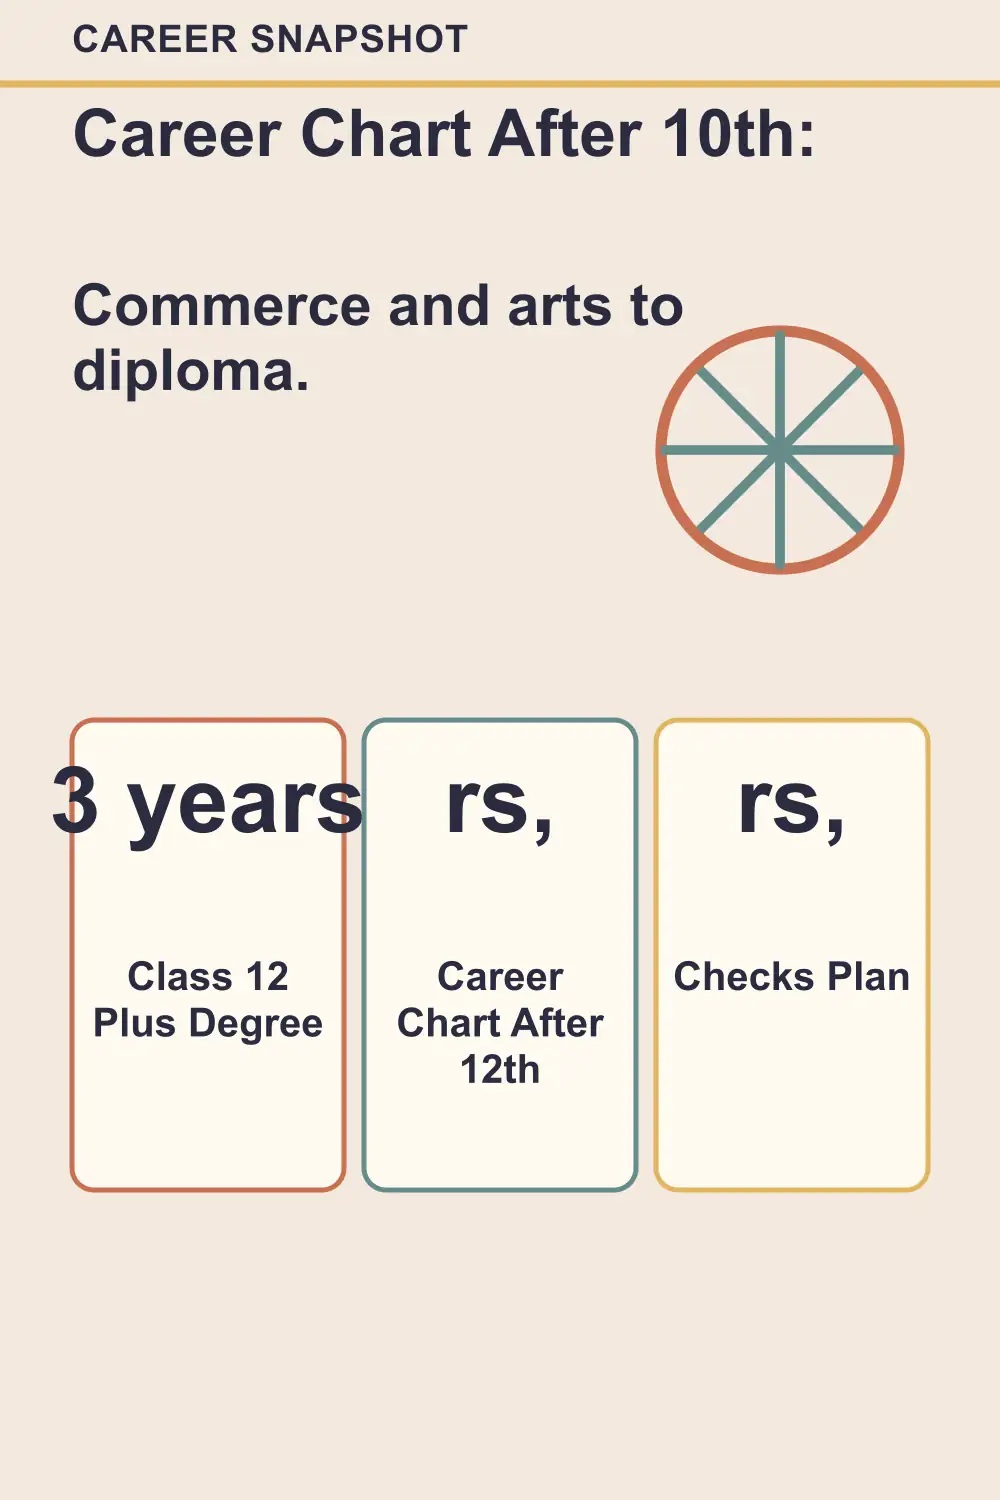 CAREER SNAPSHOT
Career Chart After 10th:
Commerce and arts to
diploma.
3 years
Class 12
Plus Degree
rs,
Career
Chart After
12th
rs,
Checks Plan